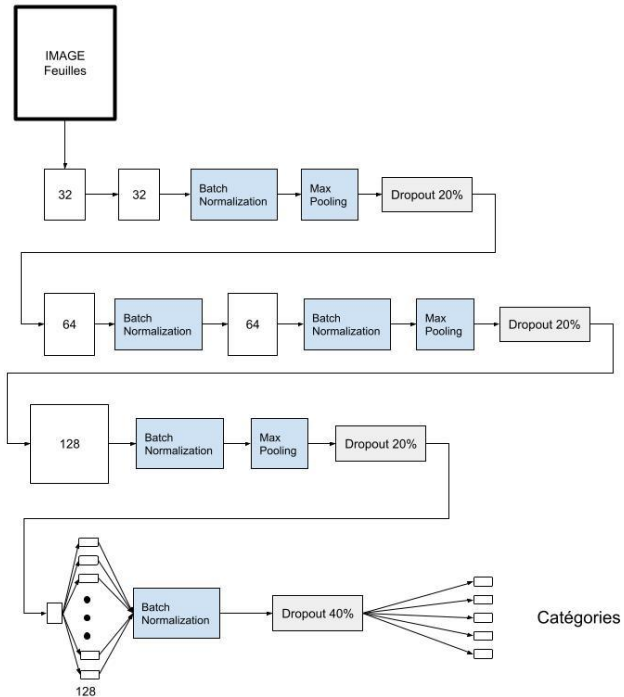 IMAGE
Feuilles
32
32
Batch
Normalization
Max
Pooling
Dropout 20%
64
Batch
Normalization
64
Batch
Normalization
Max
Pooling
Dropout 20%
128
Batch
Normalization
Max
Pooling
Dropout 20%
Batch
Normalization
Dropout 40%
Catégories
128